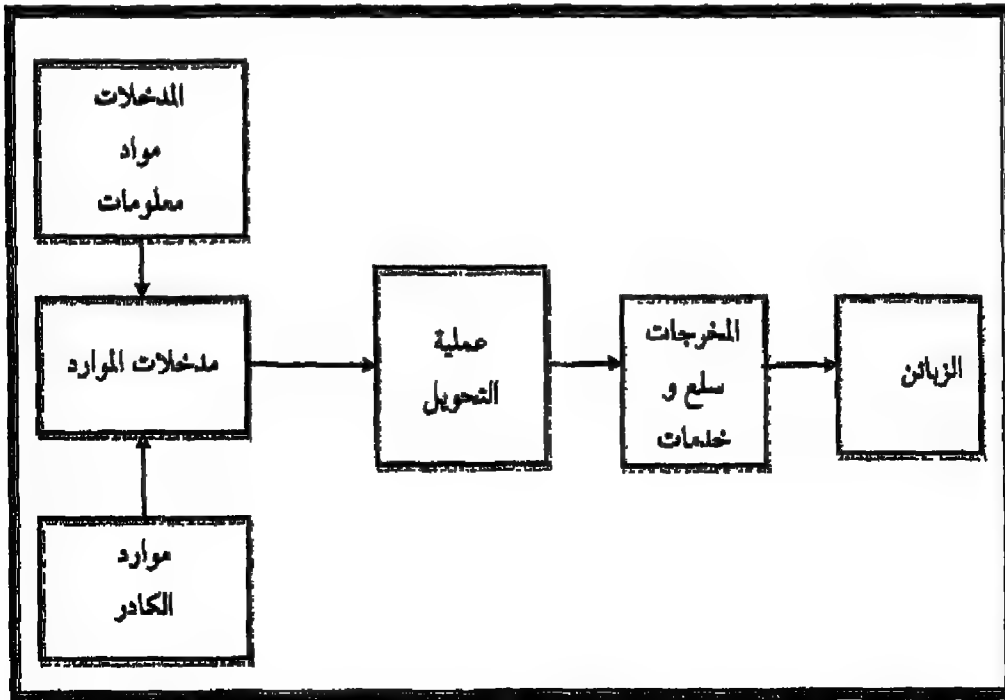 المدخلات
مواد
معلومات
مدخلات الموارد
موارد
الكادر
عملية
التحويل
المخرجات
سلع و
خدمات
الزبائن